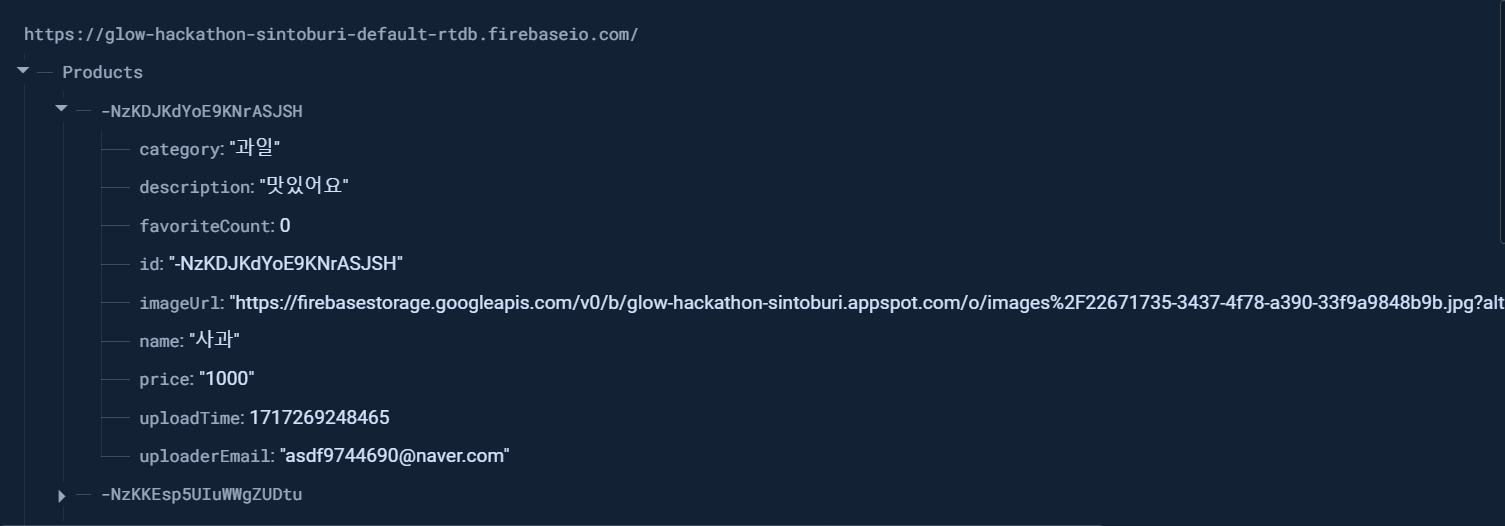 https://glow-hackathon-sintoburi-default-rtdb.firebaseio.com/
Products
-NzKDJKdYoE9KNrASJSH
category: "과일"
description: "맛있어요"
favoriteCount: 0
id: "-NzKDJKdYoE9KNrASJSH"
imageUrl: "https://firebasestorage.googleapis.com/v0/b/glow-hackathon-sintoburi.appspot.com/o/images%2F22671735-3437-4f78-a390-33f9a9848b9b.jpg?alt
name: "사과"
price: "1000"
uploadTime: 1717269248465
uploaderEmail: "asdf9744690@naver.com"
-NzKKEsp5UIuWWgZUDtu